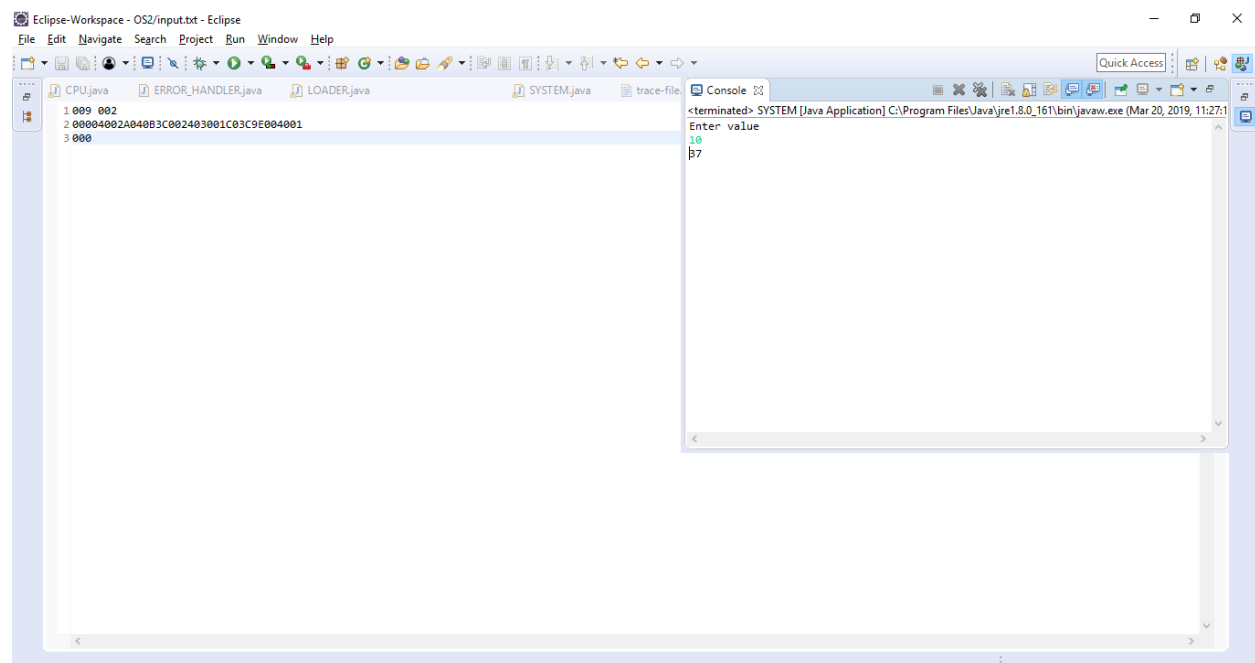 Eclipse-Workspace - OS2/input.txt - Eclipse
File Edit Navigate Search Project Run Window Help
Quick Access
CPU.java ERROR_HANDLER.java LOADER.java SYSTEM.java trace-file.
Console
<terminated> SYSTEM [Java Application] C:\Program Files\Java\jre1.8.0_161\bin\javaw.exe (Mar 20, 2019, 11:27:1
1 009 002
2 00004002A040B3C002403001C03C9E004001
3 000
Enter value
10
37